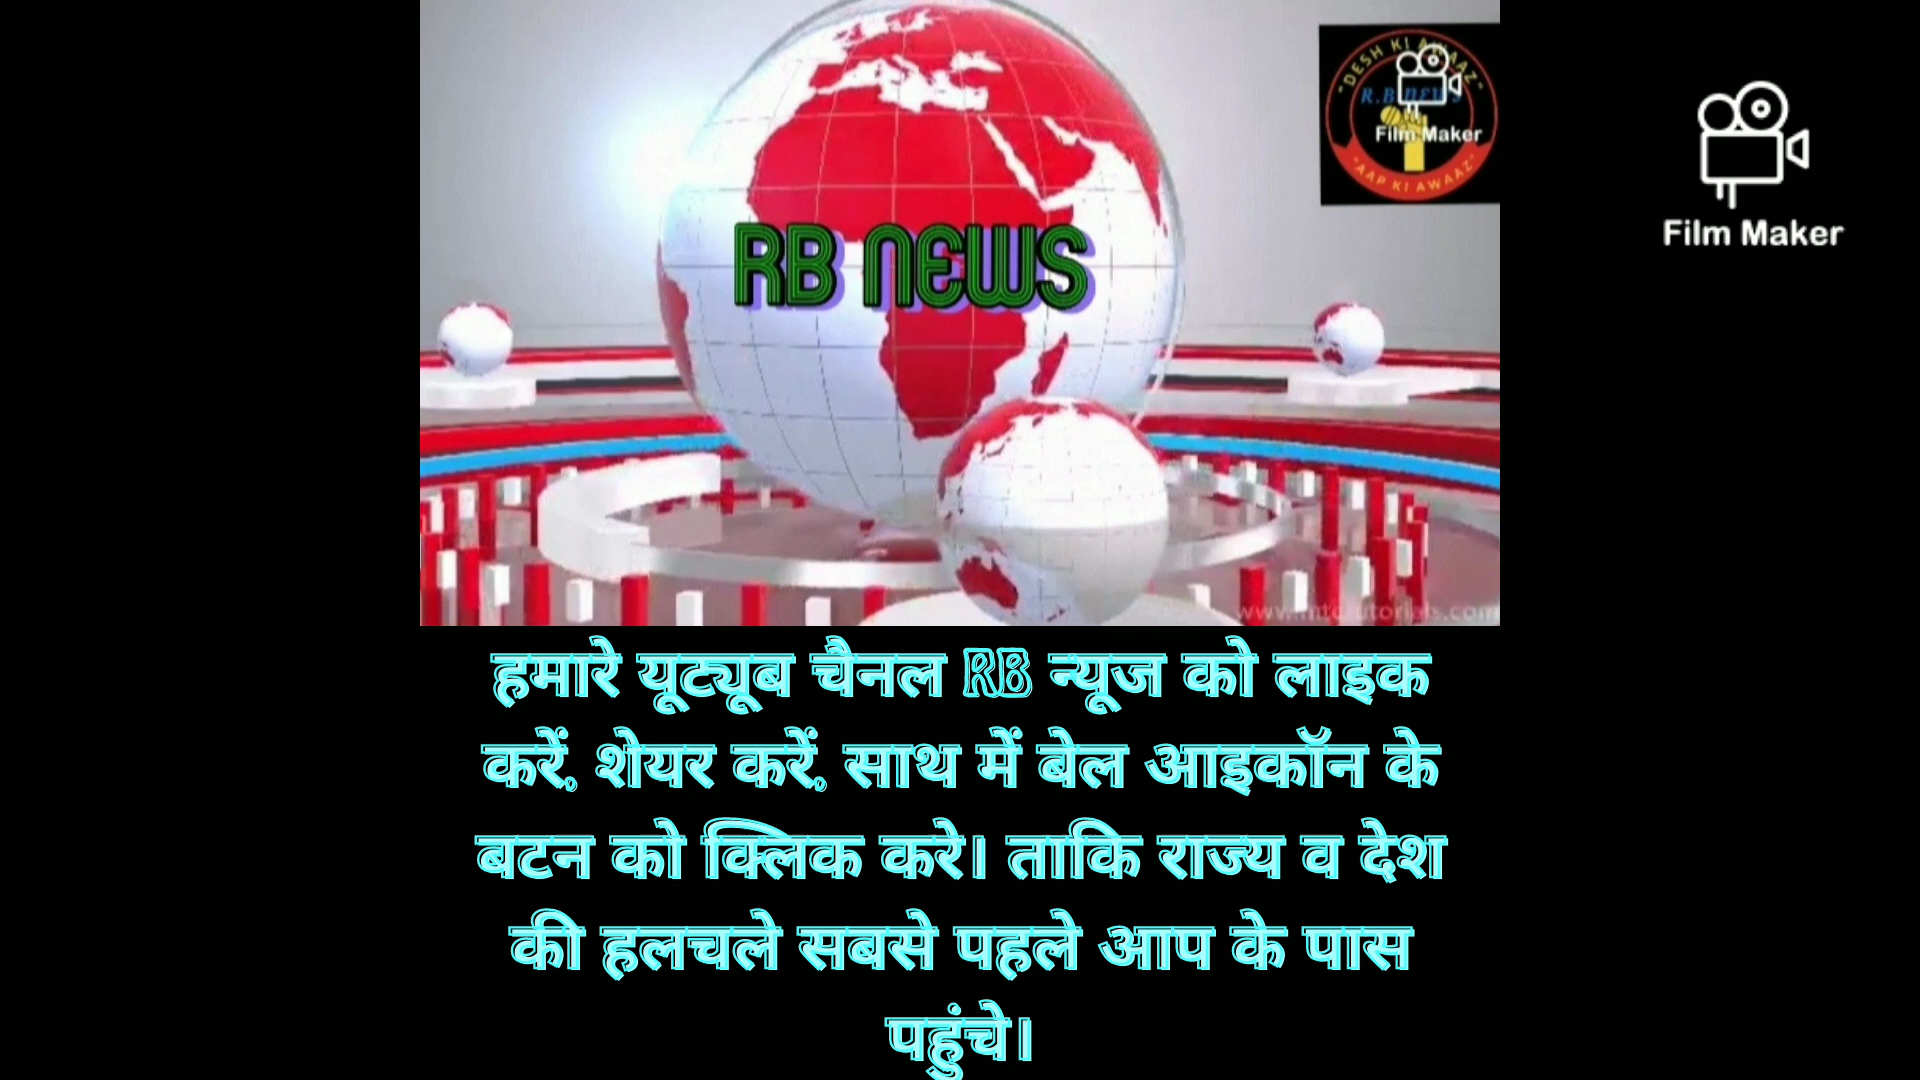 "DESH KI AWAAZ"
R.B NEWS
Film Maker
"AAP KI AWAAZ"
Film Maker
RB NEWS
हमारे यूट्यूब चैनल RB न्यूज को लाइक
करें, शेयर करें, साथ में बेल आइकॉन के
बटन को क्लिक करे। ताकि राज्य व देश
की हलचले सबसे पहले आप के पास
पहुंचे।